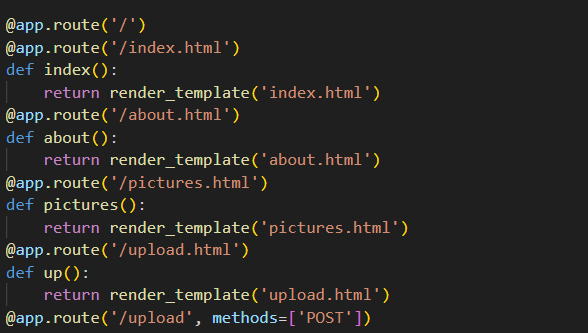 @app.route('/')
@app.route('/index.html')
def index():
    return render_template('index.html')
@app.route('/about.html')
def about():
    return render_template('about.html')
@app.route('/pictures.html')
def pictures():
    return render_template('pictures.html')
@app.route('/upload.html')
def up():
    return render_template('upload.html')
@app.route('/upload', methods=['POST'])